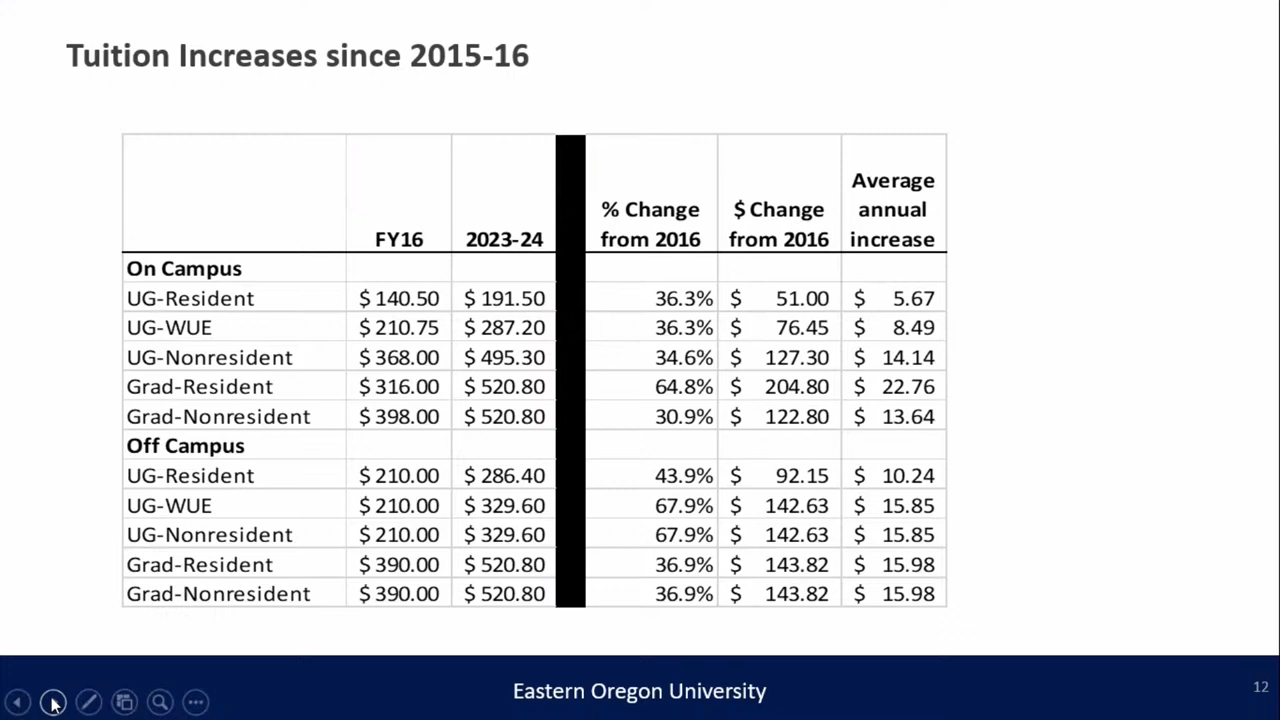 Tuition Increases since 2015-16
Average
% Change $ Change annual
FY16 2023-24 from 2016 from 2016 increase
On Campus
UG-Resident $ 140.50 $ 191.50 36.3% $ 51.00 $ 5.67
UG-WUE $ 210.75 $ 287.20 36.3% $ 76.45 $ 8.49
UG-Nonresident $ 368.00 $ 495.30 34.6% $ 127.30 $ 14.14
Grad-Resident $ 316.00 $ 520.80 64.8% $ 204.80 $ 22.76
Grad-Nonresident $ 398.00 $ 520.80 30.9% $ 122.80 $ 13.64
Off Campus
UG-Resident $ 210.00 $ 286.40 43.9% $ 92.15 $ 10.24
UG-WUE $ 210.00 $ 329.60 67.9% $ 142.63 $ 15.85
UG-Nonresident $ 210.00 $ 329.60 67.9% $ 142.63 $ 15.85
Grad-Resident $ 390.00 $ 520.80 36.9% $ 143.82 $ 15.98
Grad-Nonresident $ 390.00 $ 520.80 36.9% $ 143.82 $ 15.98
Eastern Oregon University 12